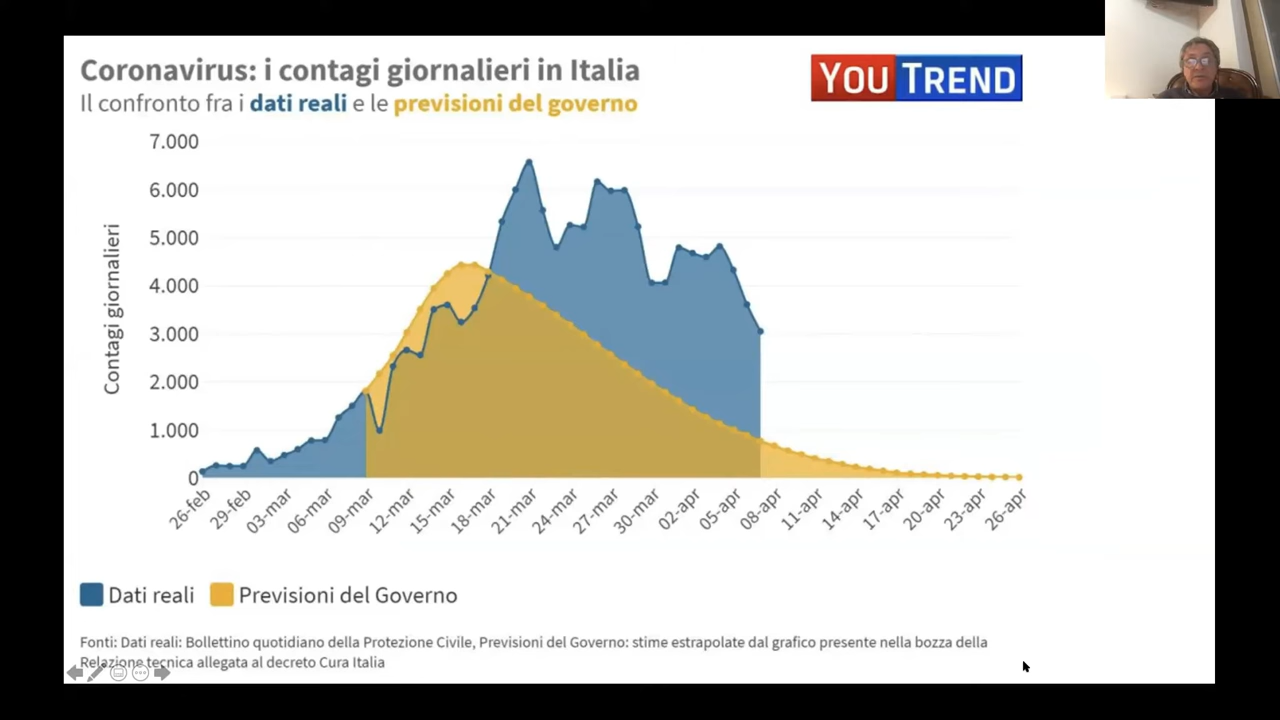 Coronavirus: i contagi giornalieri in Italia
Il confronto fra i dati reali e le previsioni del governo
YOUTREND
7.000
6.000
5.000
4.000
3.000
2.000
1.000
0
Contagi giornalieri
26-feb
29-feb
03-mar
06-mar
09-mar
12-mar
15-mar
18-mar
21-mar
24-mar
27-mar
30-mar
02-apr
05-apr
08-apr
11-apr
14-apr
17-apr
20-apr
23-apr
26-apr
Dati reali
Previsioni del Governo
Fonti: Dati reali: Bollettino quotidiano della Protezione Civile, Previsioni del Governo: stime estrapolate dal grafico presente nella bozza della
Relazione tecnica allegata al decreto Cura Italia